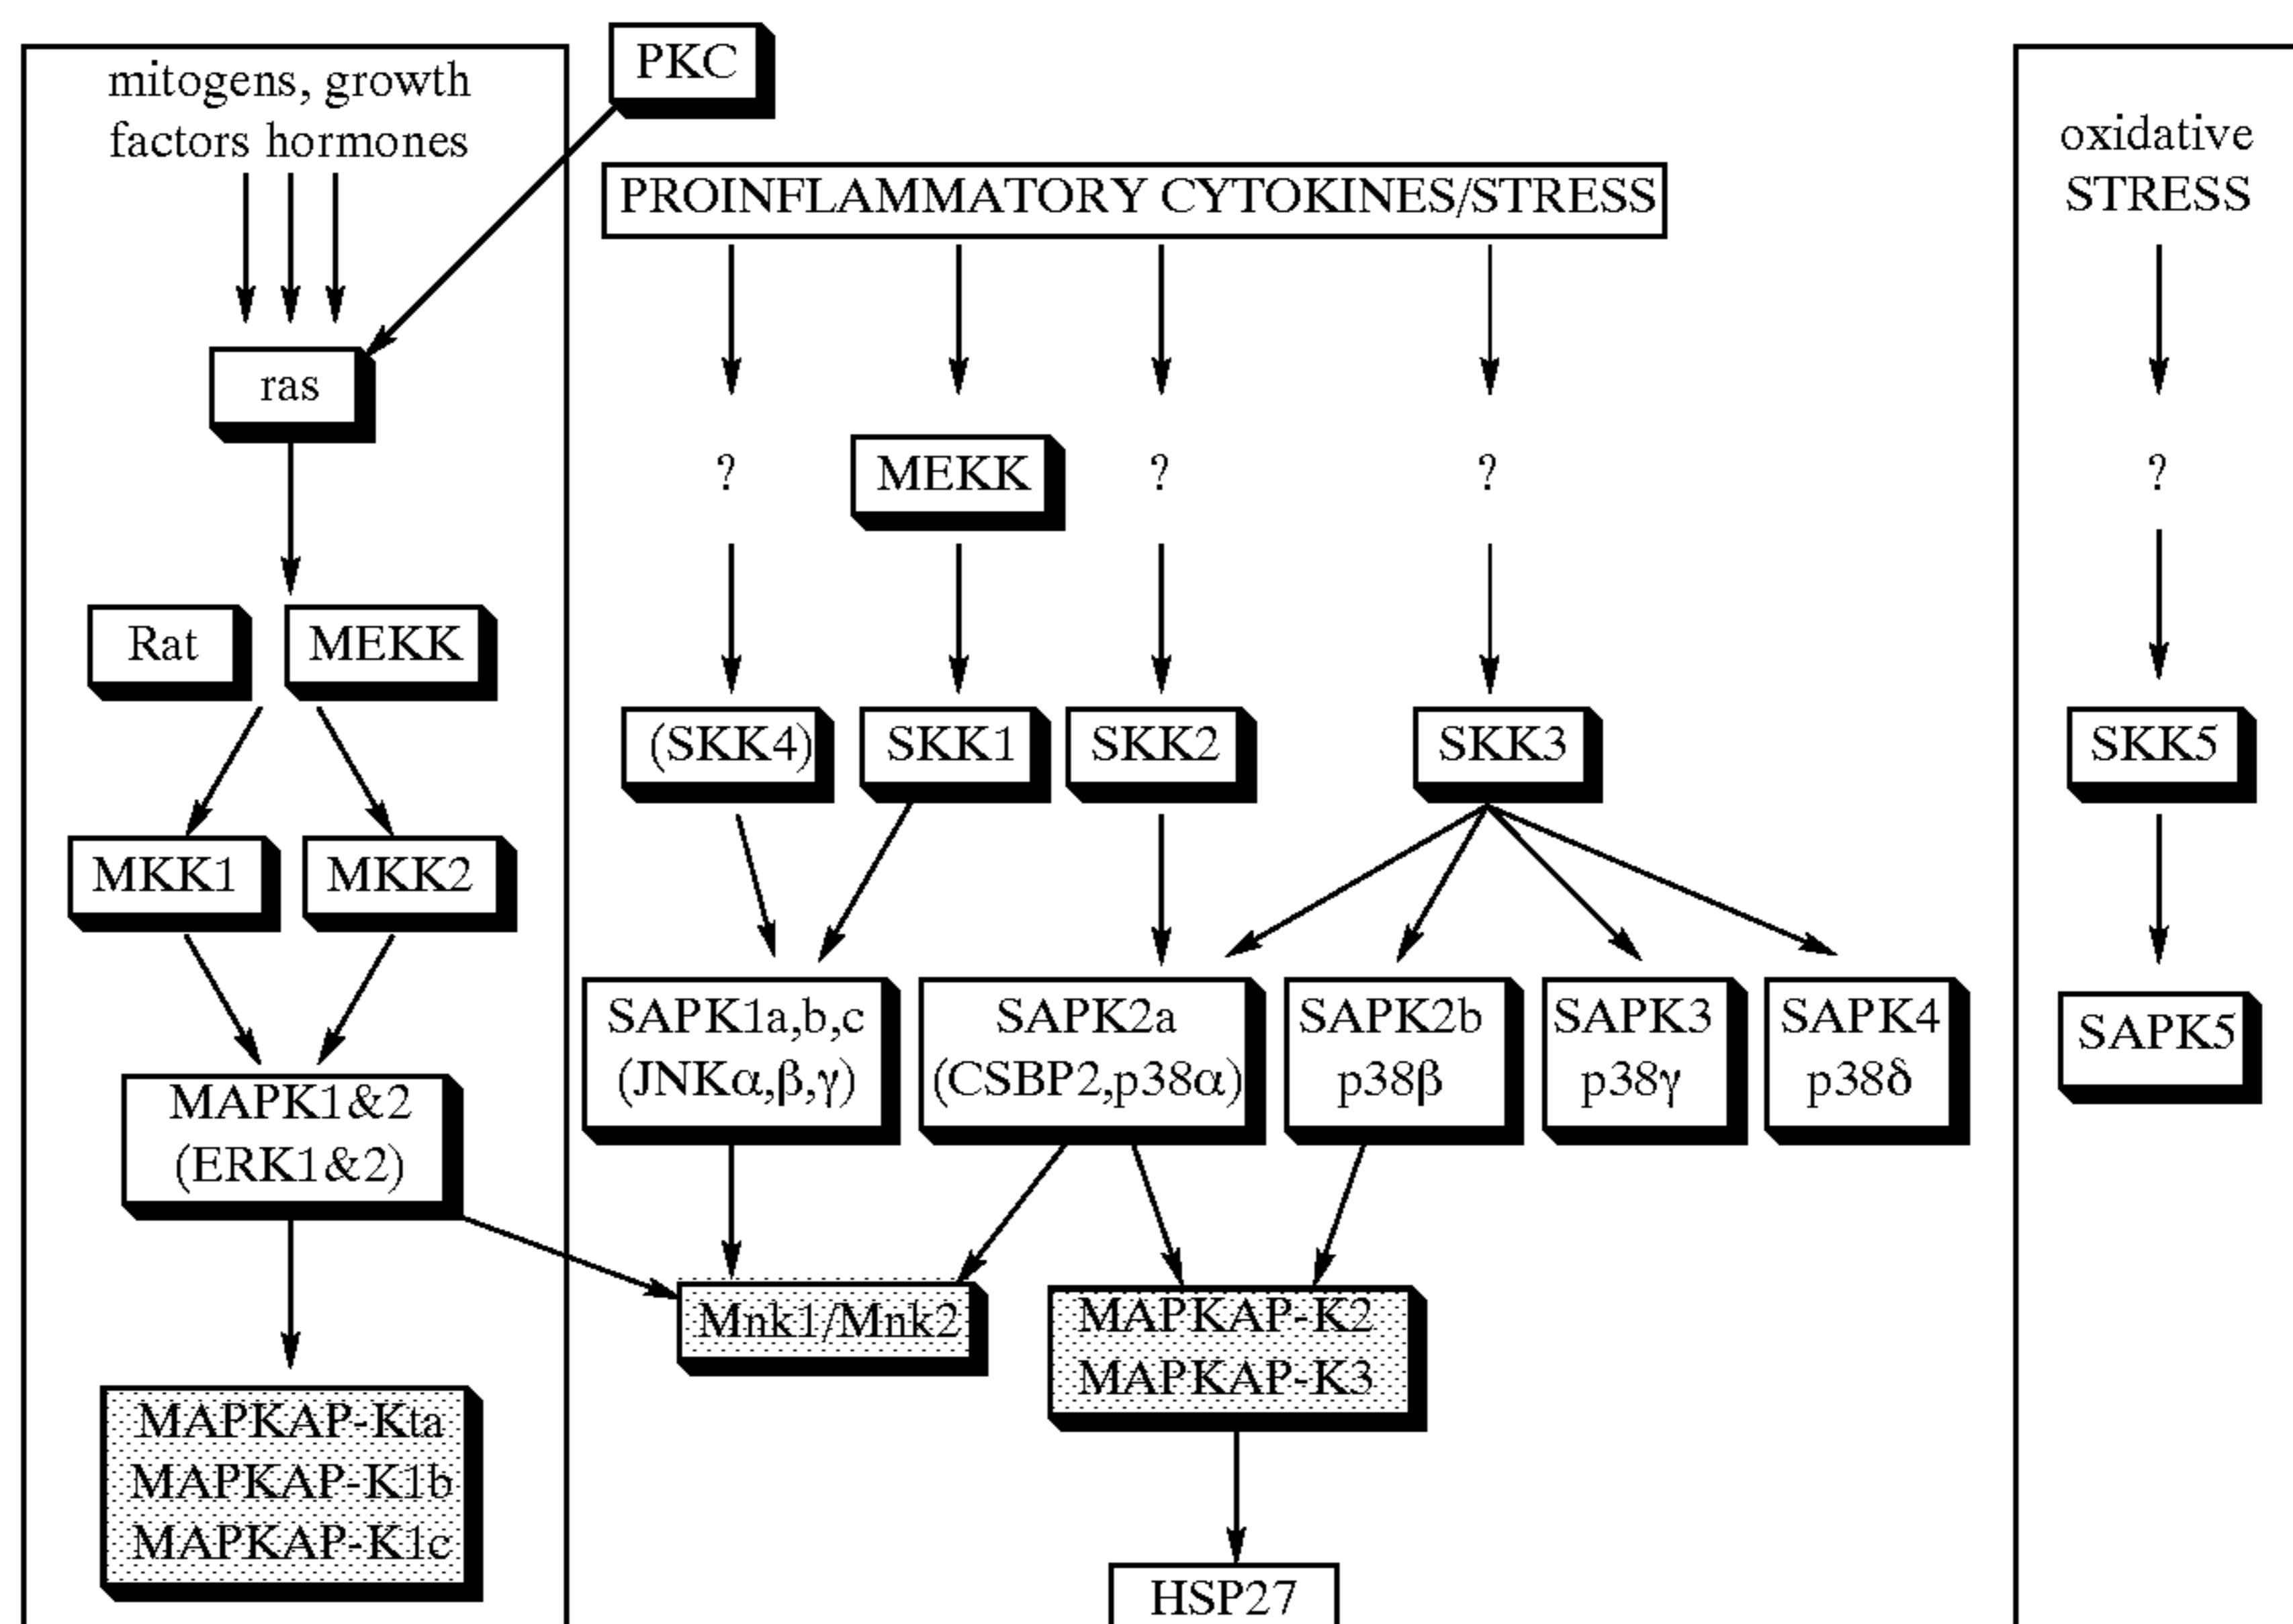 PKC
mitogens, growth
factors hormones
PROINFLAMMATORY CYTOKINES/STRESS
oxidative
STRESS
ras
?
MEKK
?
?
?
Rat
MEKK
(SKK4)
SKK1
SKK2
SKK3
SKK5
MKK1
MKK2
SAPK1a,b,c
(JNKα,β,γ)
SAPK2a
(CSBP2,p38α)
SAPK2b
p38β
SAPK3
p38γ
SAPK4
p38δ
SAPK5
MAPK1&2
(ERK1&2)
Mnk1/Mnk2
MAPKAP-K2
MAPKAP-K3
MAPKAP-Kta
MAPKAP-K1b
MAPKAP-K1c
HSP27